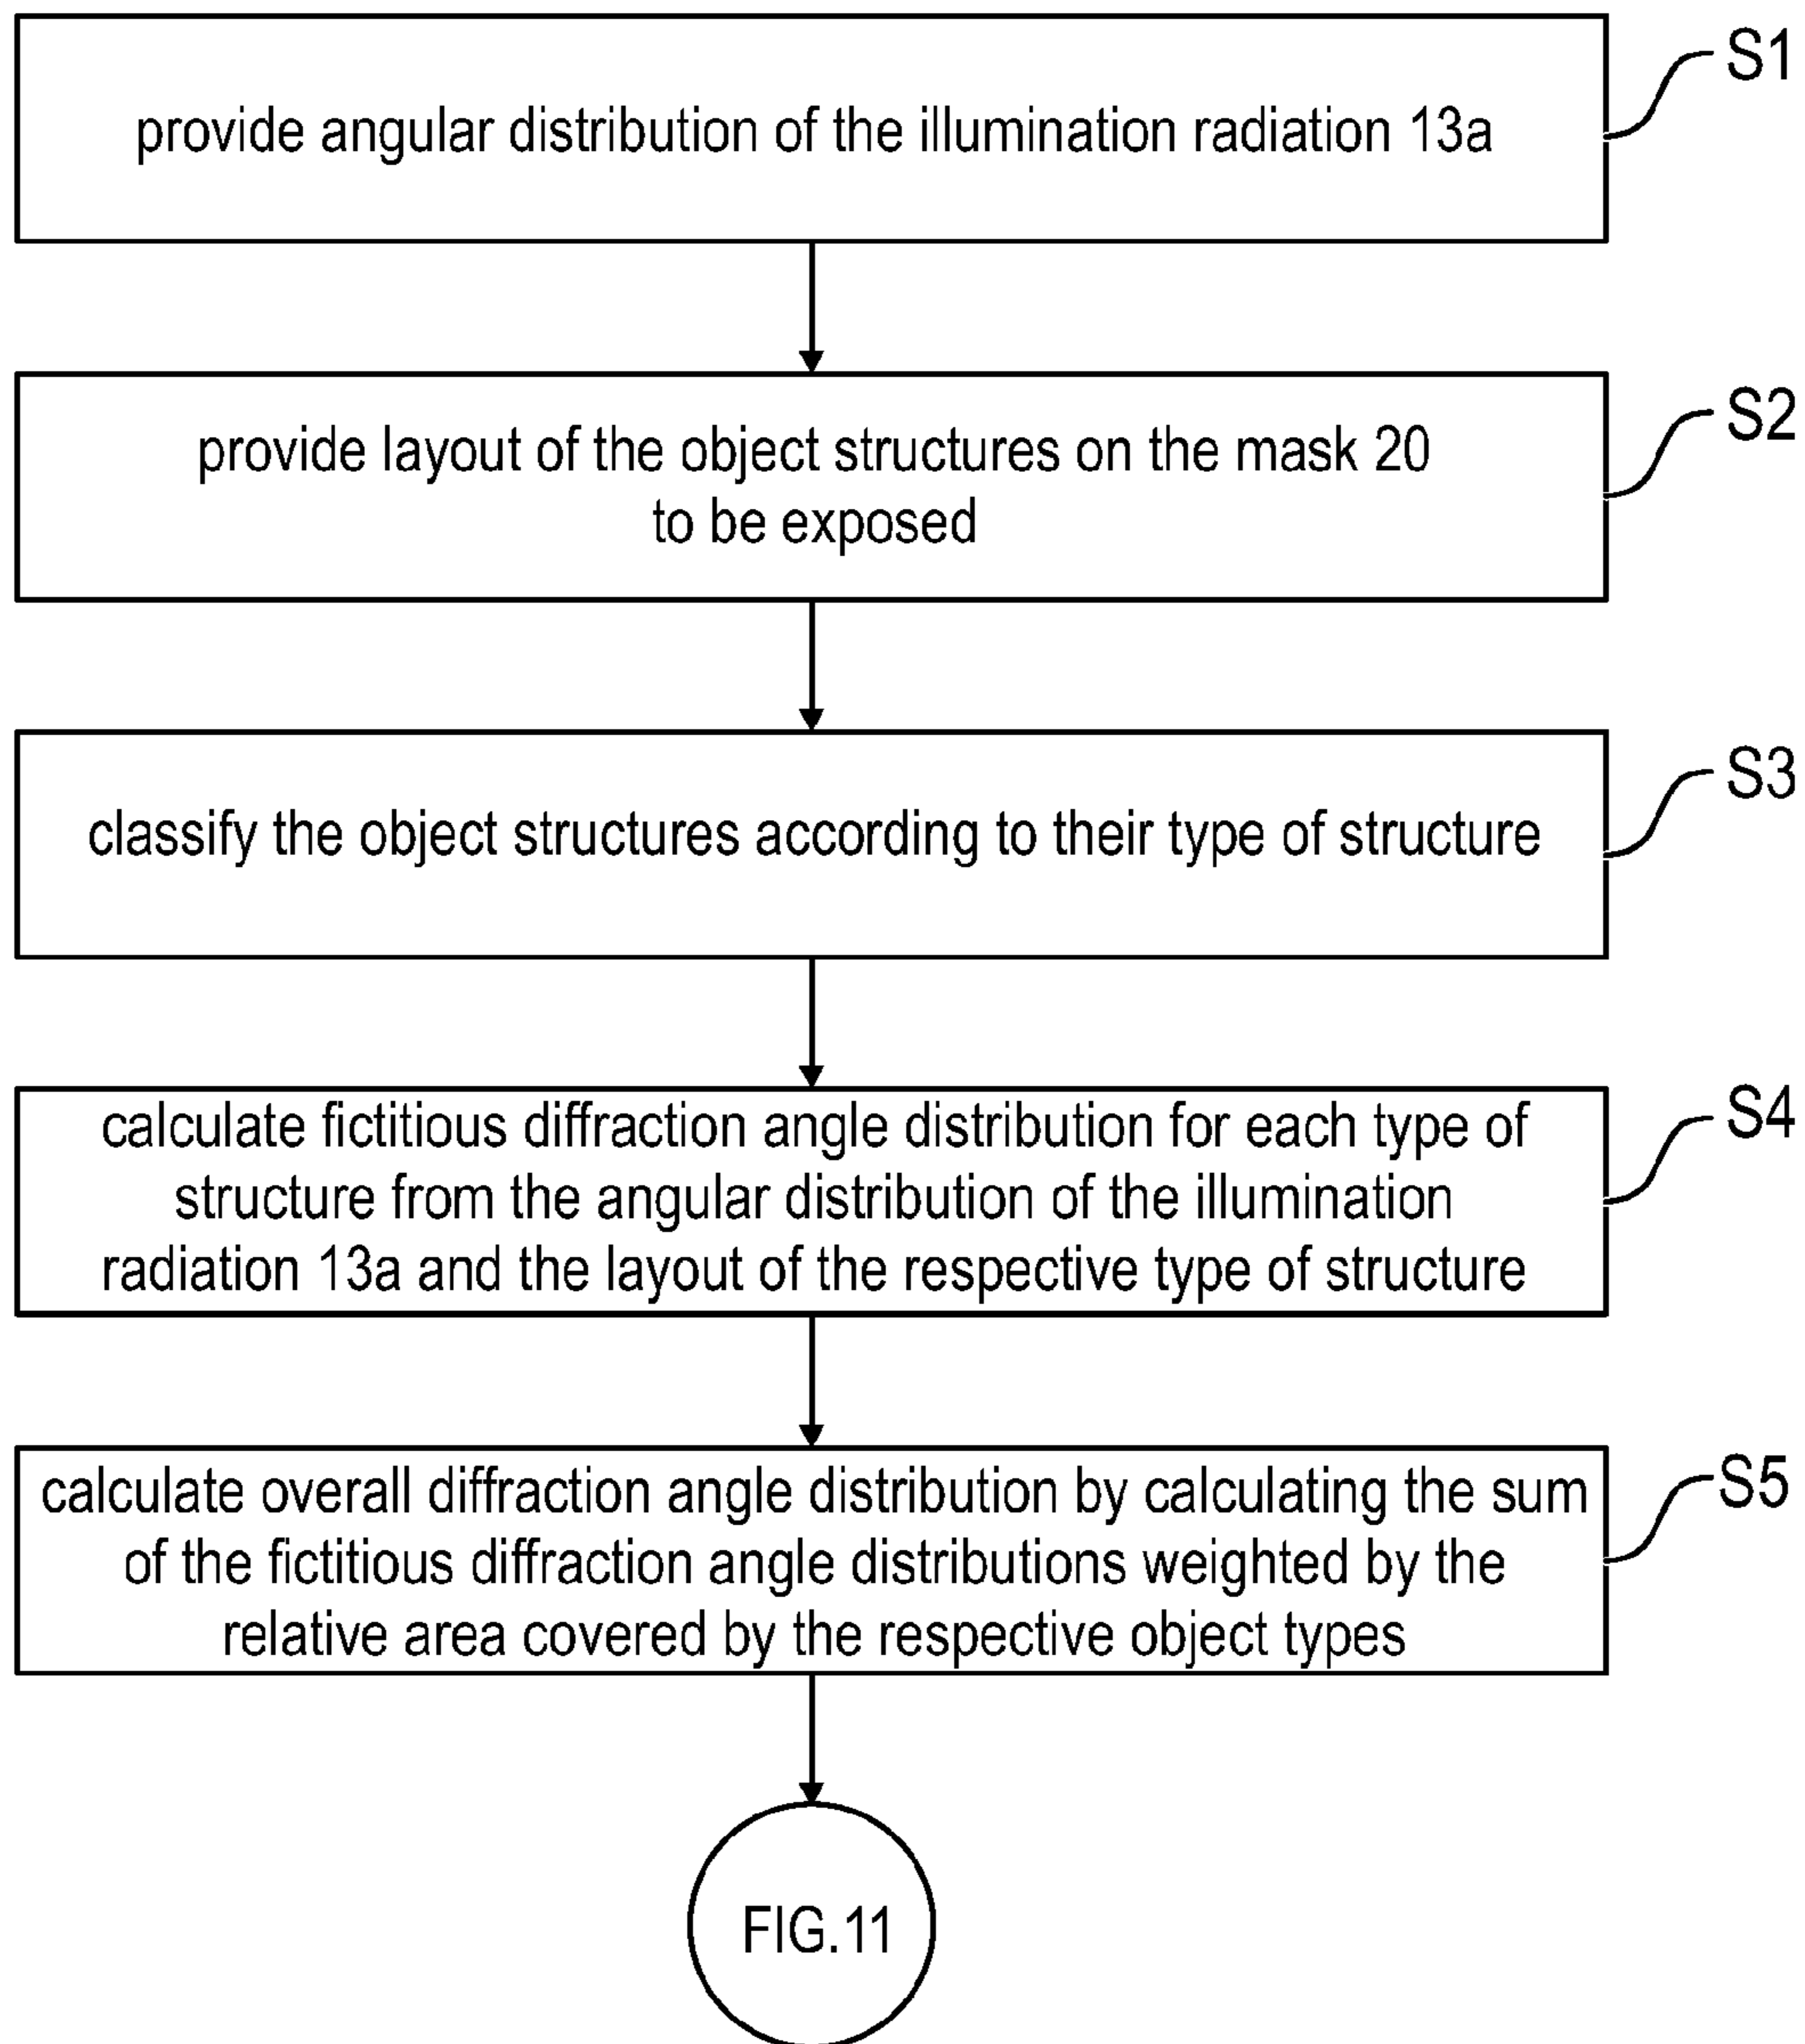 S1
provide angular distribution of the illumination radiation 13a
S2
provide layout of the object structures on the mask 20
to be exposed
S3
classify the object structures according to their type of structure
S4
calculate fictitious diffraction angle distribution for each type of
structure from the angular distribution of the illumination
radiation 13a and the layout of the respective type of structure
S5
calculate overall diffraction angle distribution by calculating the sum
of the fictitious diffraction angle distributions weighted by the
relative area covered by the respective object types
FIG.11